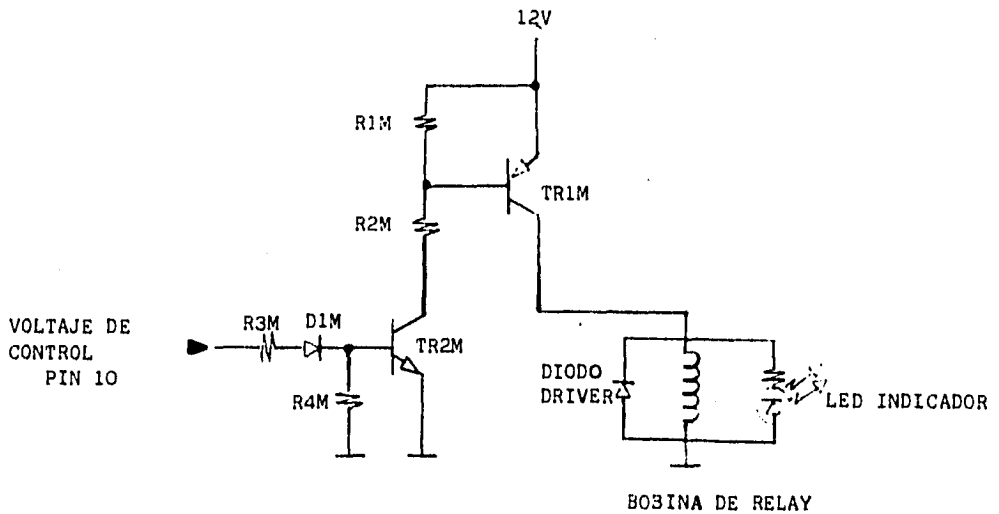 12V
R1M
TR1M
R2M
VOLTAJE DE
CONTROL
PIN 10
R3M
D1M
TR2M
R4M
DIODO
DRIVER
LED INDICADOR
BO3INA DE RELAY